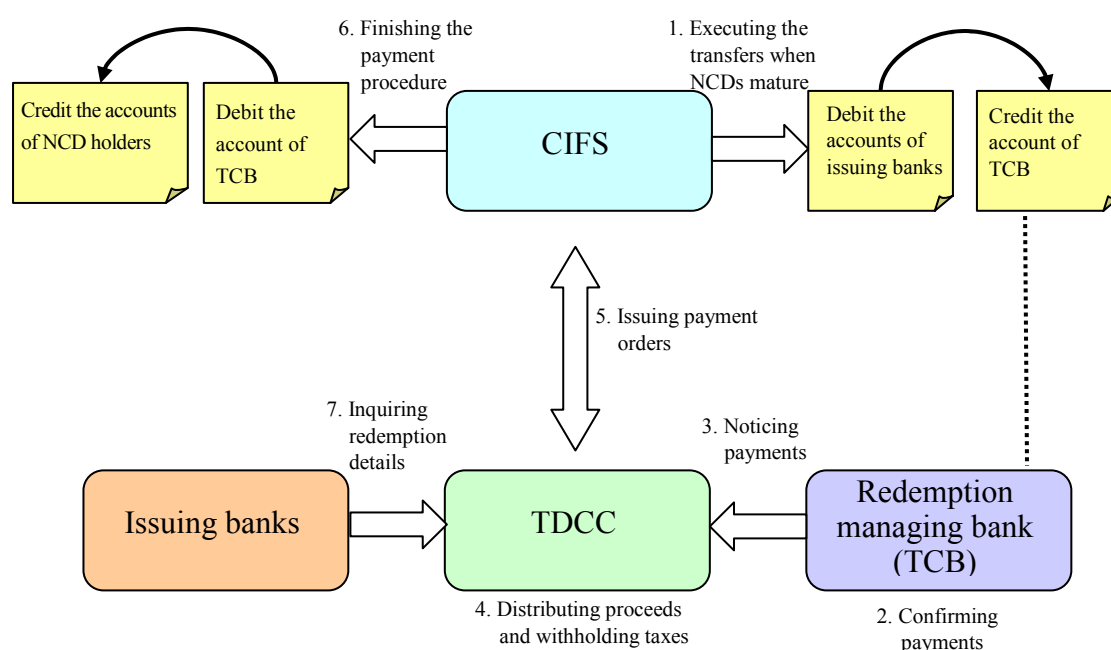 6. Finishing the
payment
procedure
1. Executing the
transfers when
NCDs mature
Credit the accounts
of NCD holders
Debit the
account of
TCB
CIFS
Debit the
accounts of
issuing banks
Credit the
account of
TCB
5. Issuing payment
orders
7. Inquiring
redemption
details
3. Noticing
payments
Issuing banks
TDCC
Redemption
managing bank
(TCB)
4. Distributing proceeds
and withholding taxes
2. Confirming
payments